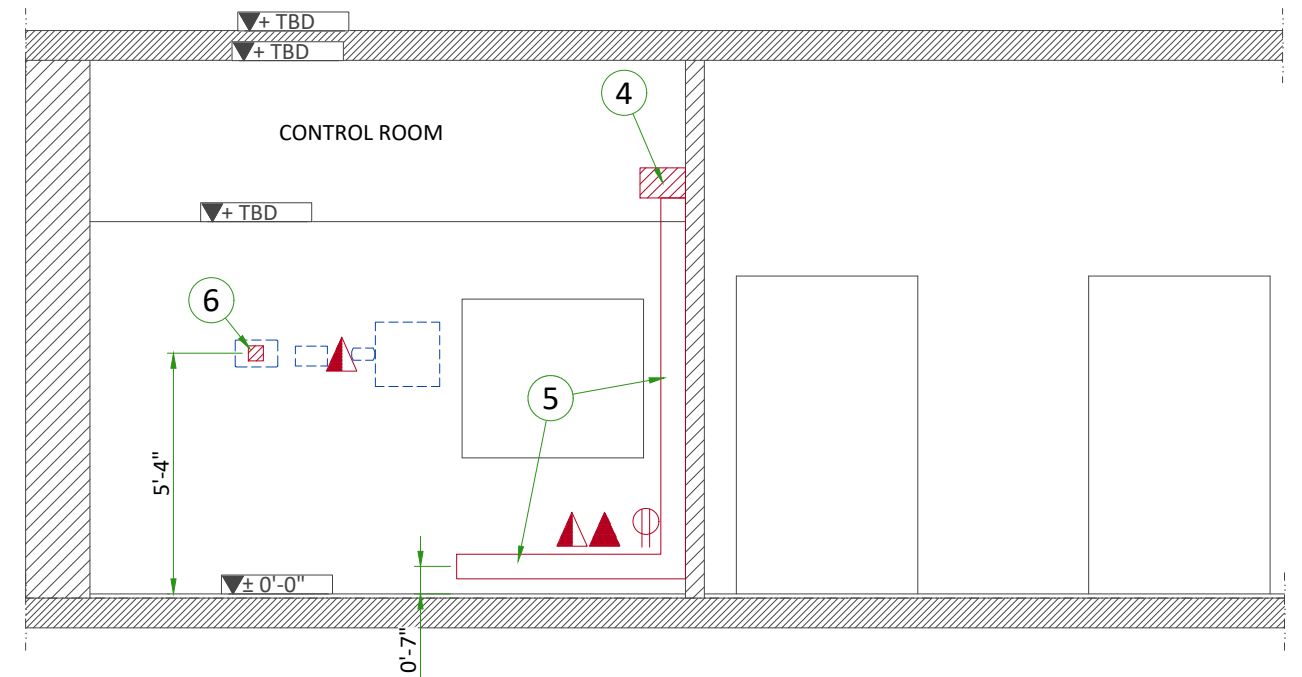 + TBD
+ TBD
4
CONTROL ROOM
+ TBD
6
5
5'-4"
± 0'-0"
0'-7"